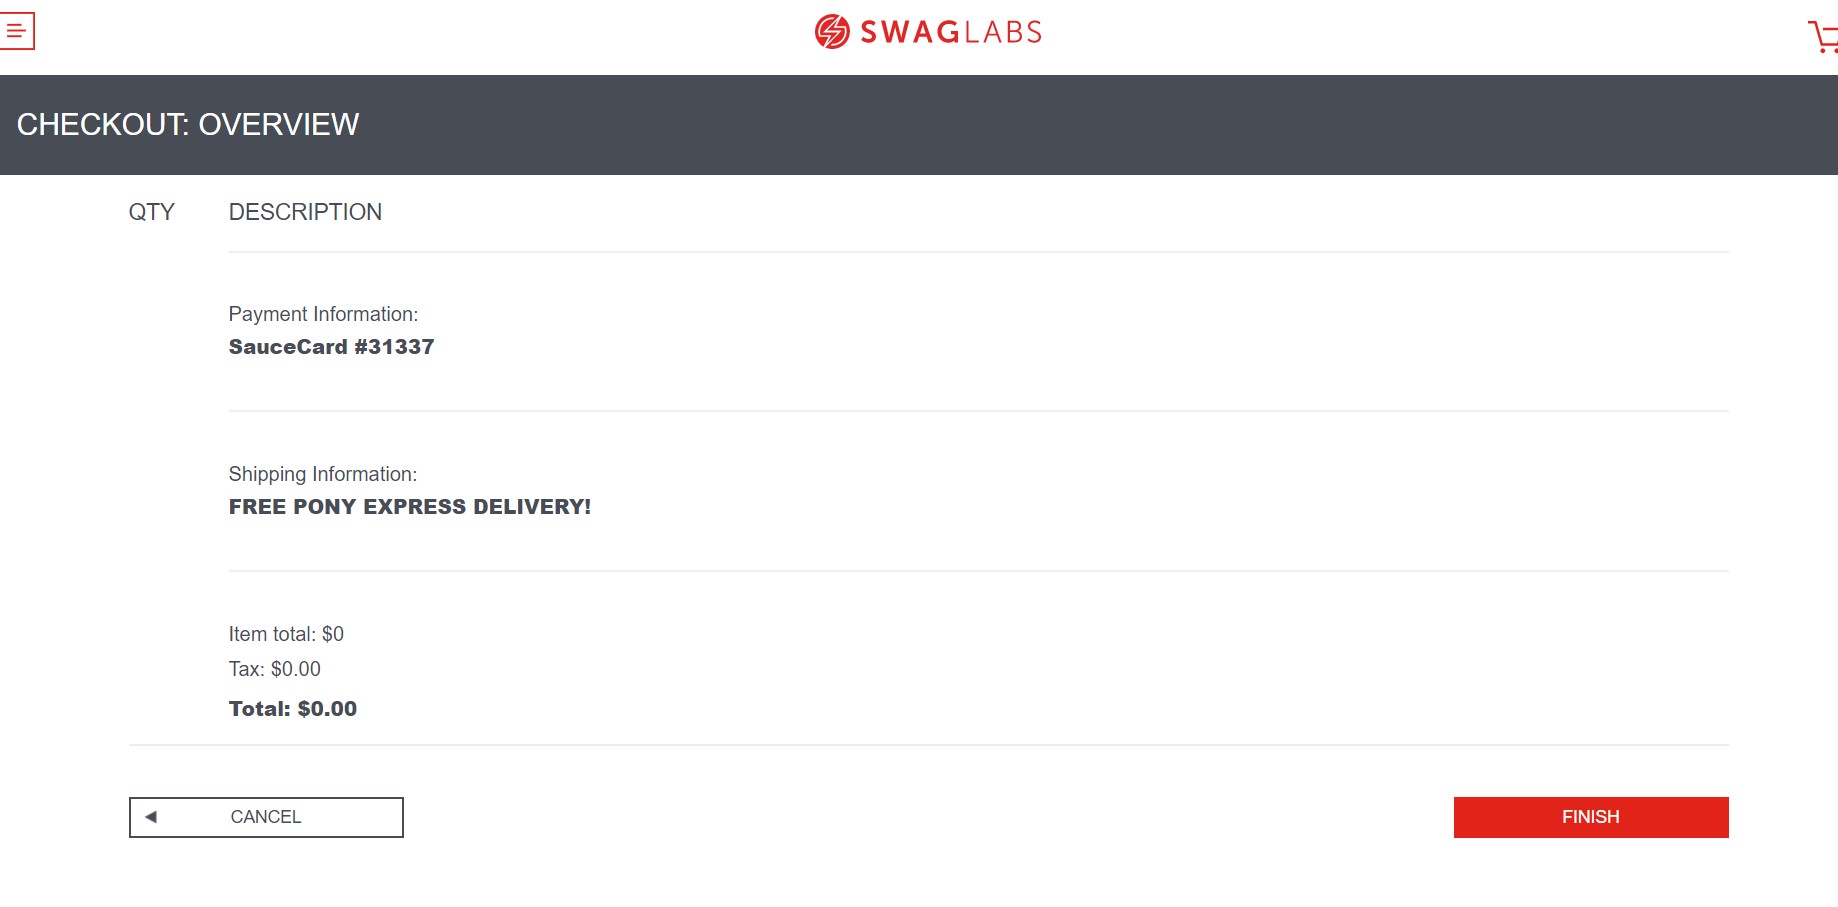 SWAGLABS
CHECKOUT: OVERVIEW
QTY DESCRIPTION
Payment Information:
SauceCard #31337
Shipping Information:
FREE PONY EXPRESS DELIVERY!
Item total: $0
Tax: $0.00
Total: $0.00
CANCEL
FINISH